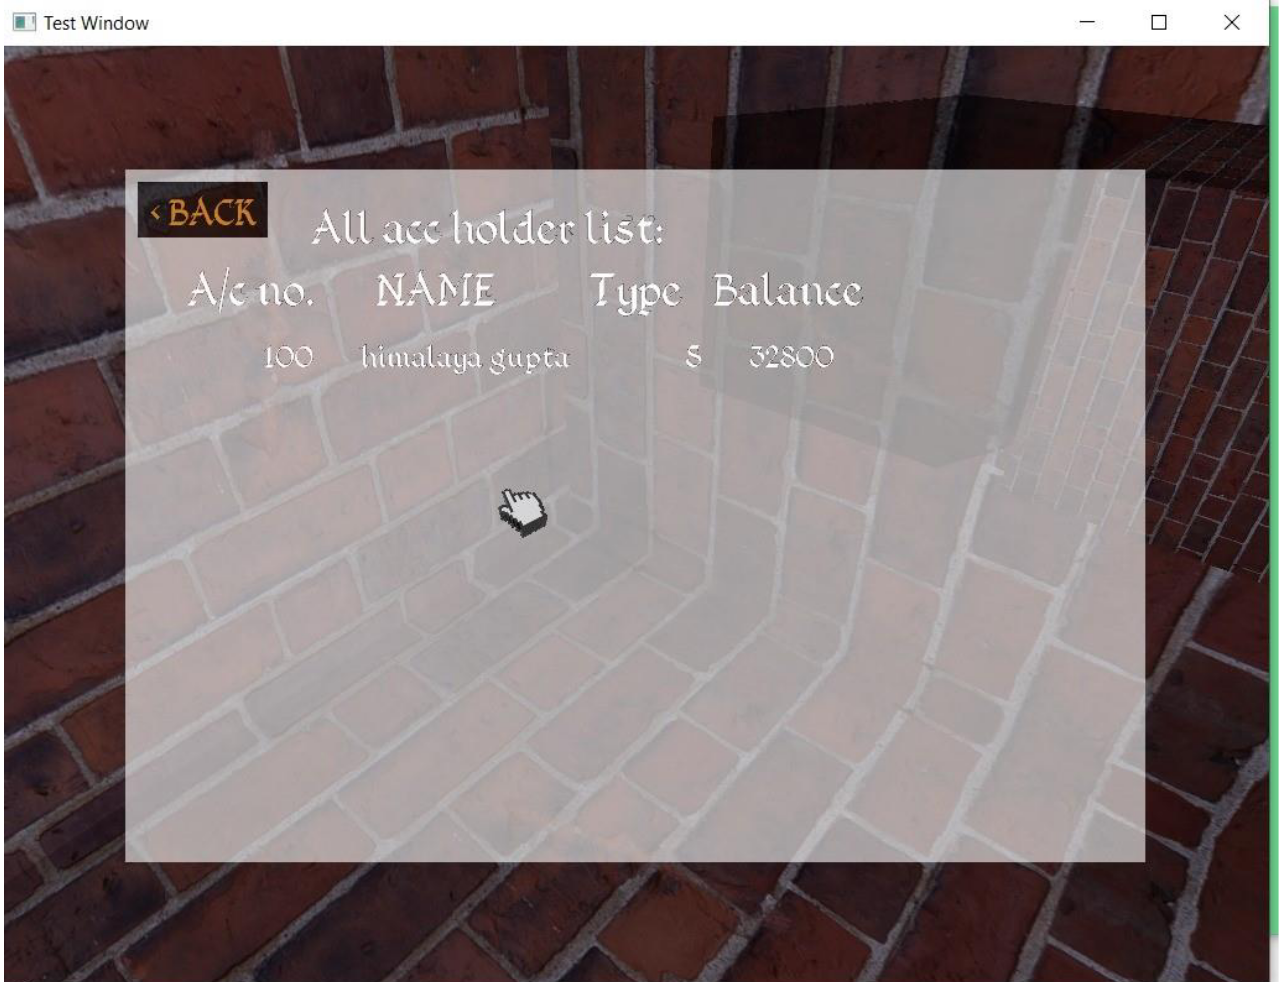 Test Window
< BACK
All acc holder list:
A/c no. NAME Type Balance
100 himalaya gupta S 32800